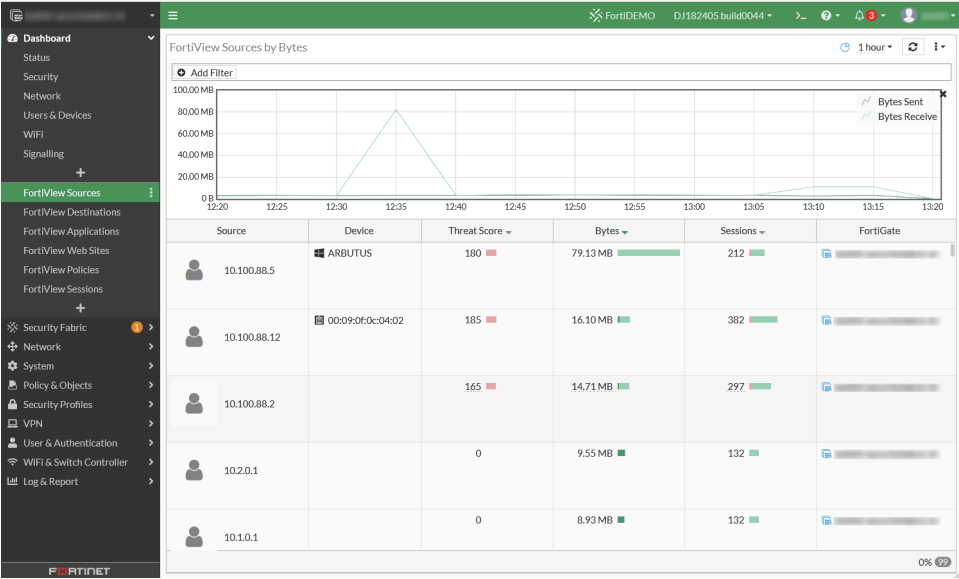 FortiDEMO DJ182405 build0044 3
Dashboard
Status
Security
Network
Users & Devices
WiFi
Signalling
+
FortiView Sources
FortiView Destinations
FortiView Applications
FortiView Web Sites
FortiView Policies
FortiView Sessions
+
Security Fabric 1
Network
System
Policy & Objects
Security Profiles
VPN
User & Authentication
WiFi & Switch Controller
Log & Report
FORTINET
FortiView Sources by Bytes 1 hour
Add Filter
100.00 MB
80.00 MB
60.00 MB
40.00 MB
20.00 MB
0 B
Bytes Sent
Bytes Receive
12:20 12:25 12:30 12:35 12:40 12:45 12:50 12:55 13:00 13:05 13:10 13:15 13:20
Source Device Threat Score Bytes Sessions FortiGate
10.100.88.5 ARBUTUS 180 79.13 MB 212
10.100.88.12 00:09:0f:0c:04:02 185 16.10 MB 382
10.100.88.2 165 14.71 MB 297
10.2.0.1 0 9.55 MB 132
10.1.0.1 0 8.93 MB 132
0% 99